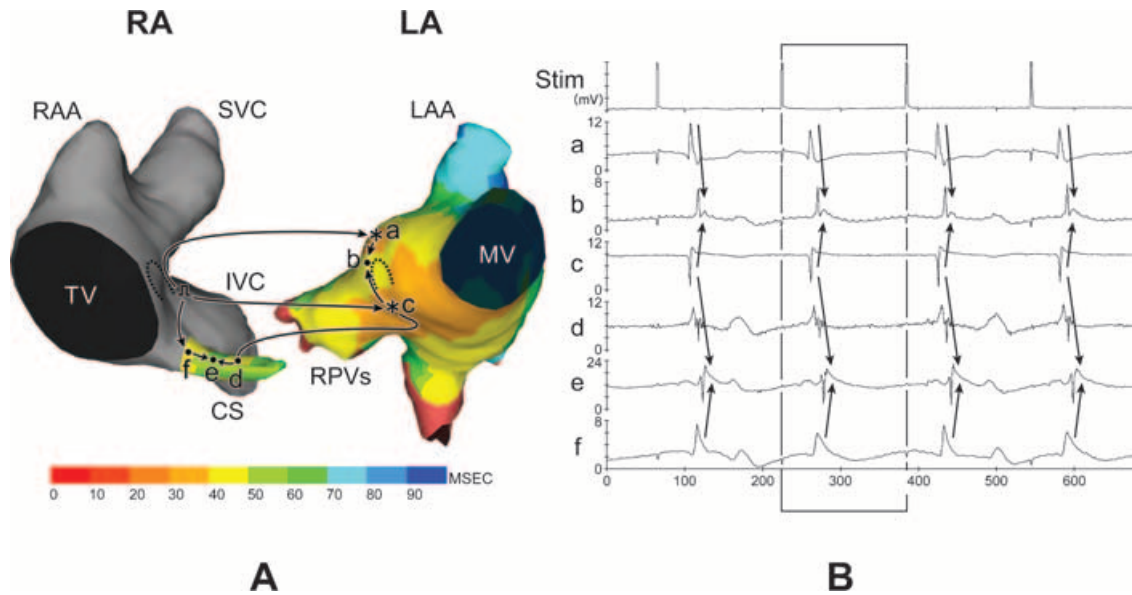 RA LA
RAA SVC LAA
a
b
MV
TV IVC
c
f e d
RPVs
CS
MSEC
0 10 20 30 40 50 60 70 80 90
A
Stim
(mV)
a 12
0
b 8
0
c 12
0
d 12
0
e 24
0
f 8
0
0 100 200 300 400 500 600
B